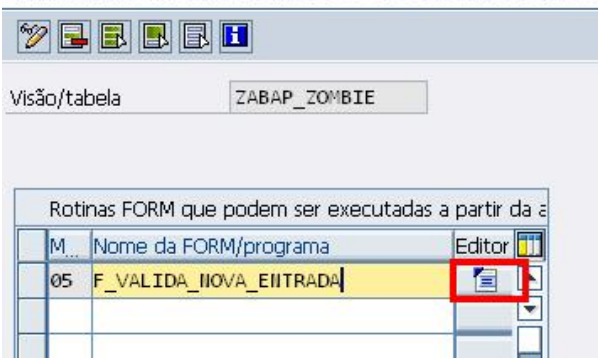 Visão/tabela ZABAP_ZOMBIE
Rotinas FORM que podem ser executadas a partir da a
M... Nome da FORM/programa Editor
05 F_VALIDA_NOVA_ENTRADA